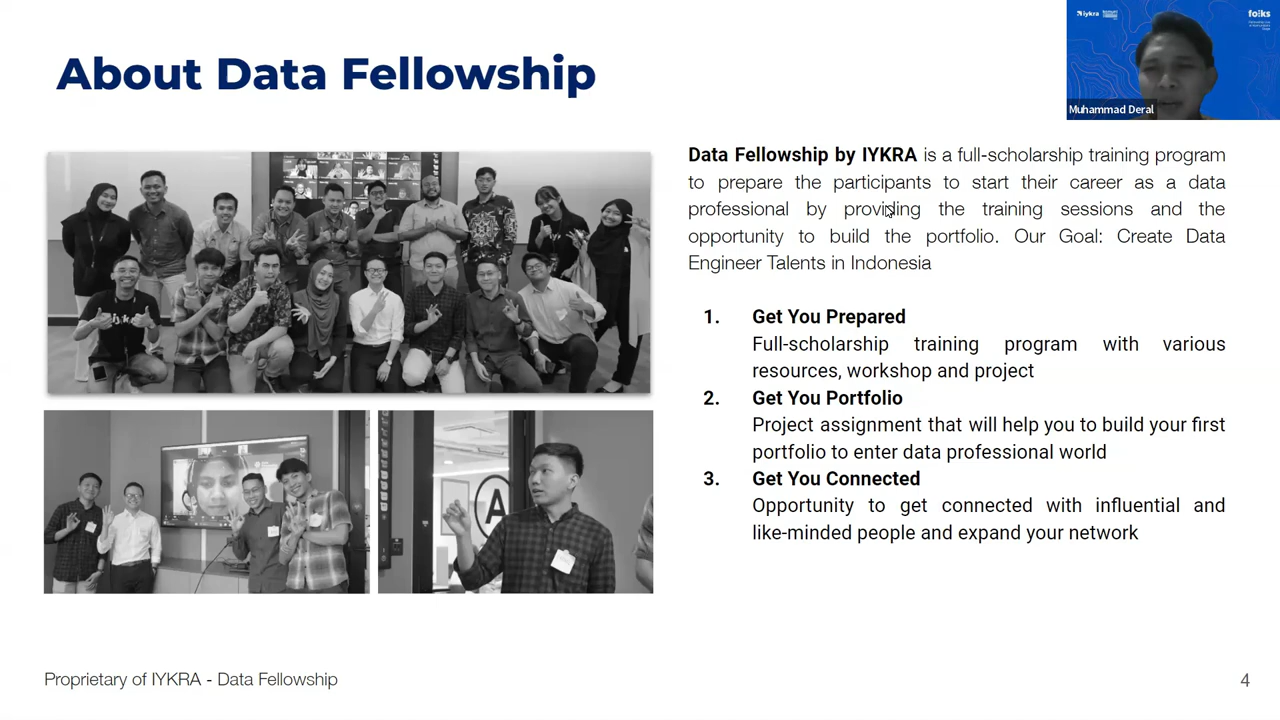 About Data Fellowship
iykra
foiks
Muhammad Deral
Data Fellowship by IYKRA is a full-scholarship training program
to prepare the participants to start their career as a data
professional by providing the training sessions and the
opportunity to build the portfolio. Our Goal: Create Data
Engineer Talents in Indonesia
1. Get You Prepared
Full-scholarship training program with various
resources, workshop and project
2. Get You Portfolio
Project assignment that will help you to build your first
portfolio to enter data professional world
3. Get You Connected
Opportunity to get connected with influential and
like-minded people and expand your network
A
Proprietary of IYKRA - Data Fellowship
4